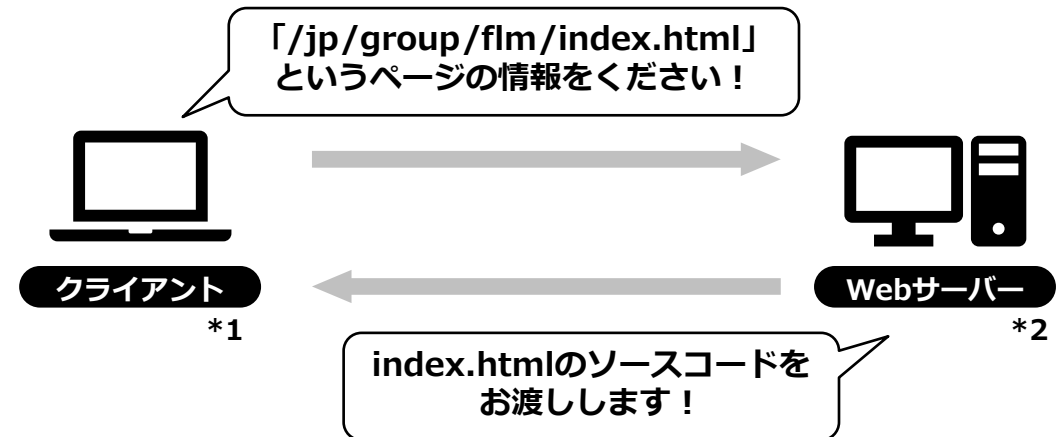 「/jp/group/flm/index.html」
というページの情報をください！
クライアント
*1
Webサーバー
*2
index.htmlのソースコードを
お渡しします！